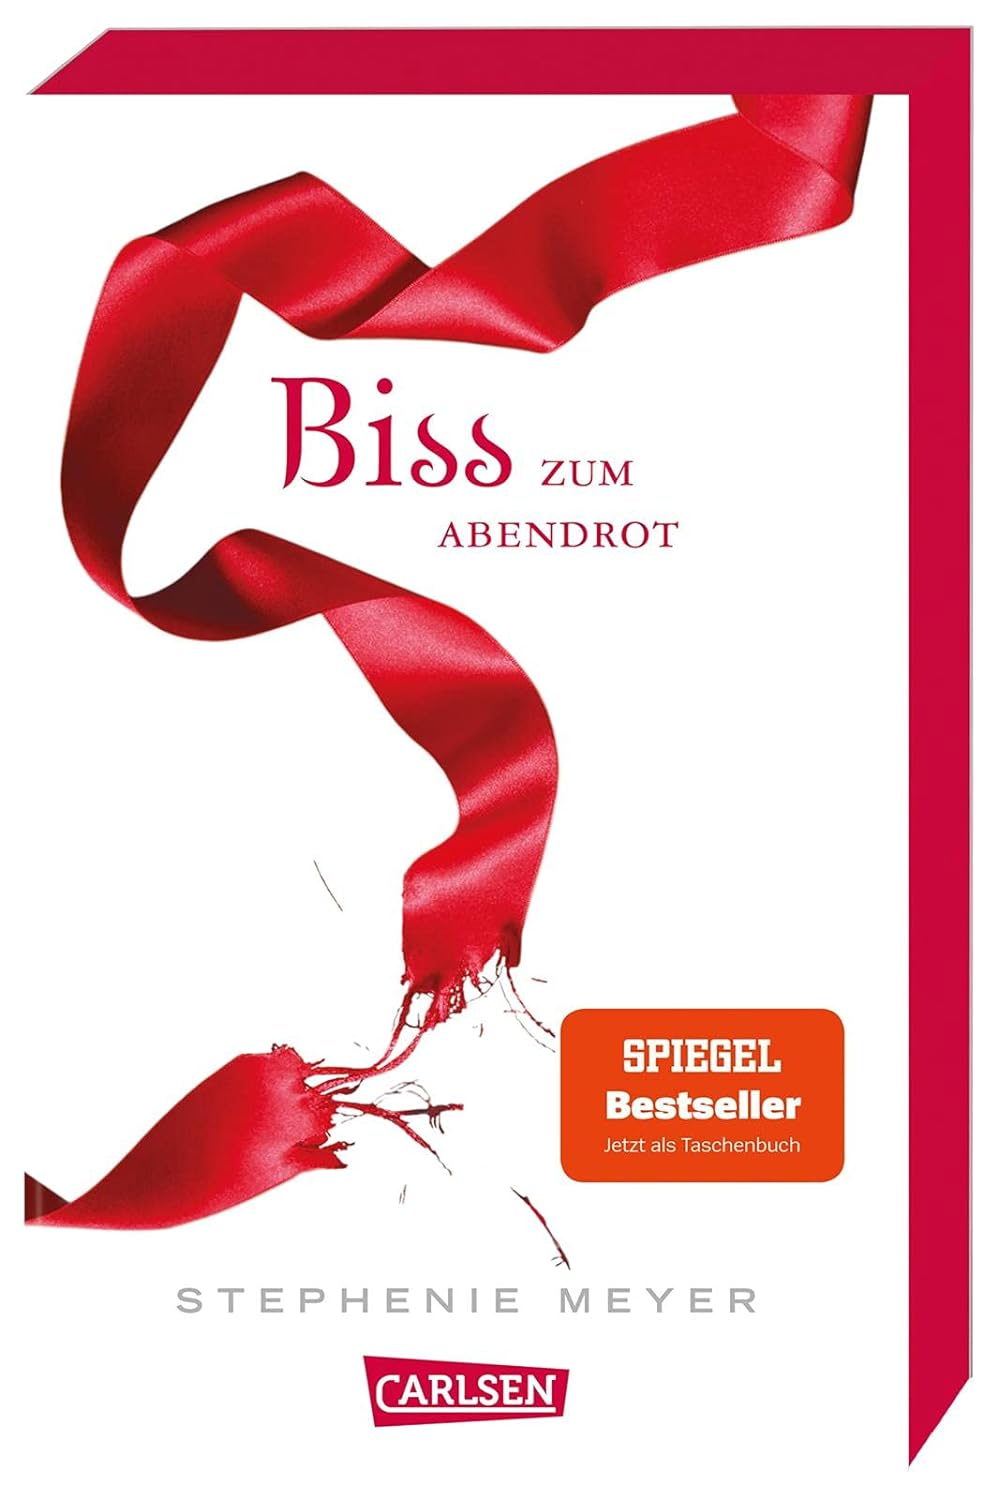 Biss ZUM
ABENDROT
SPIEGEL
Bestseller
Jetzt als Taschenbuch
STEPHENIE MEYER
CARLSEN